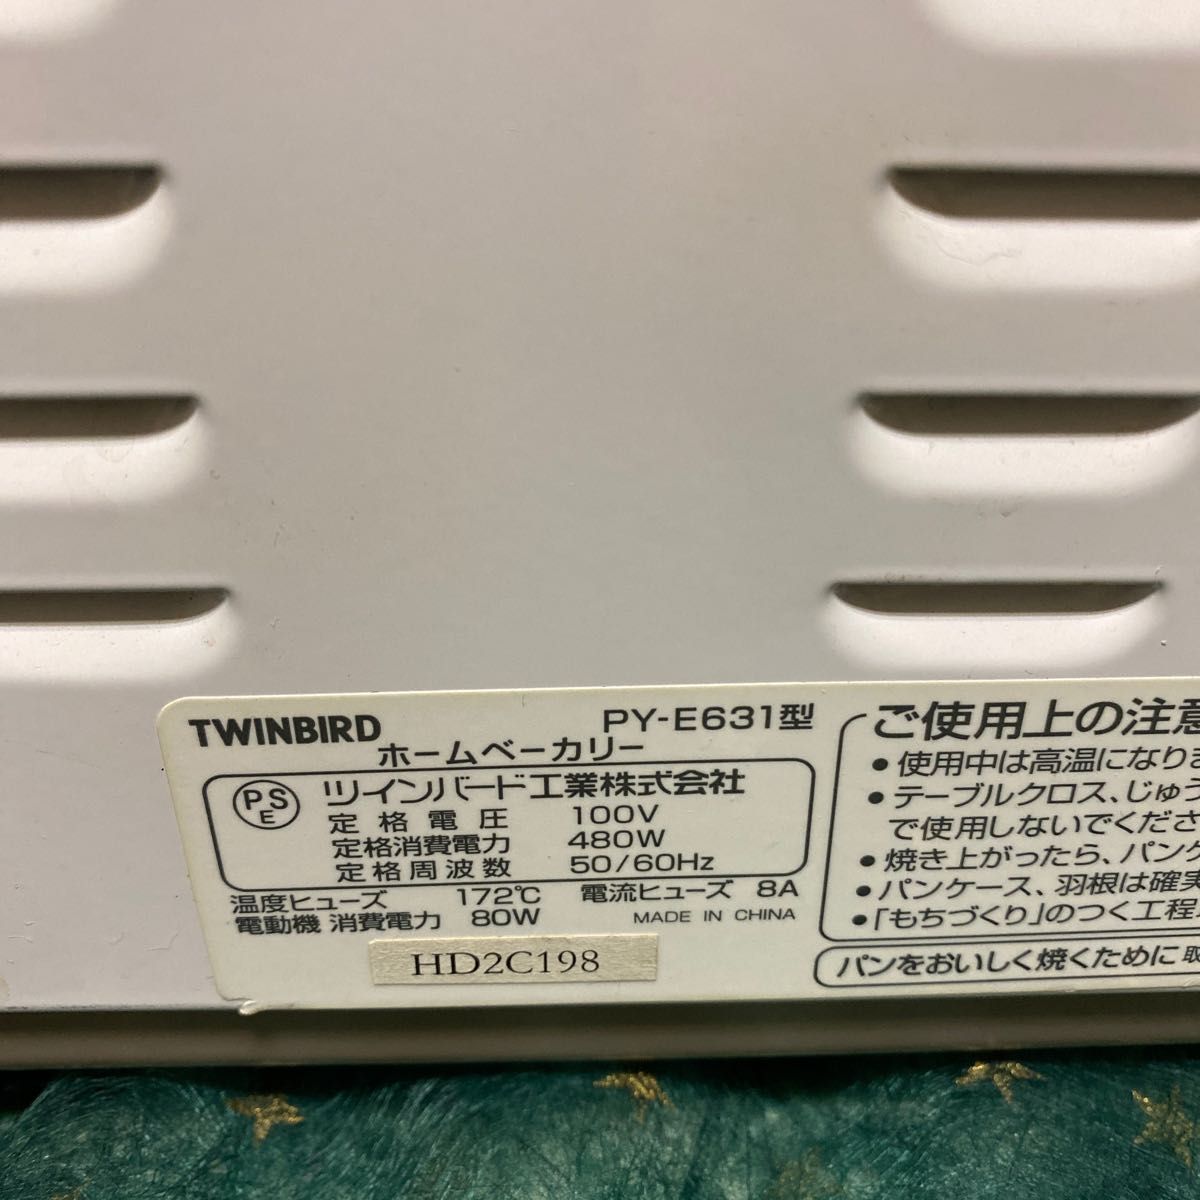 TWINBIRD PY-E631型
ホームベーカリー
PS
E
ツインバード工業株式会社
定格電圧 100V
定格消費電力 480W
定格周波数 50/60Hz
温度ヒューズ 172℃ 電流ヒューズ 8A
電動機 消費電力 80W MADE IN CHINA
HD2C198
ご使用上の注意
●使用中は高温になりま
●テーブルクロス、じゅう
で使用しないでくださ
●焼き上がったら、パンケ
●パンケース、羽根は確実
●「もちづくり」のつく工程
パンをおいしく焼くために 取